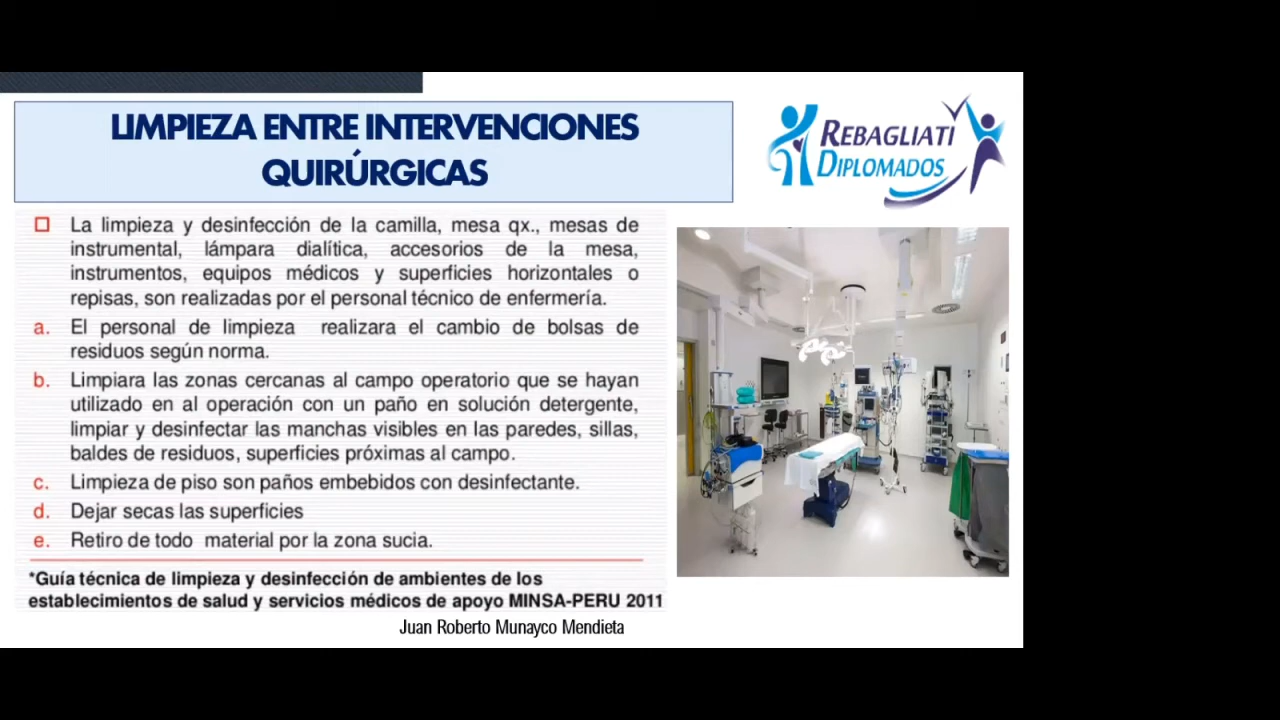 LIMPIEZA ENTRE INTERVENCIONES
QUIRÚRGICAS
REBAGLIATI
DIPLOMADOS
La limpieza y desinfección de la camilla, mesa qx., mesas de
instrumental, lámpara dialítica, accesorios de la mesa,
instrumentos, equipos médicos y superficies horizontales o
repisas, son realizadas por el personal técnico de enfermería.
a. El personal de limpieza realizara el cambio de bolsas de
residuos según norma.
b. Limpiara las zonas cercanas al campo operatorio que se hayan
utilizado en al operación con un paño en solución detergente,
limpiar y desinfectar las manchas visibles en las paredes, sillas,
baldes de residuos, superficies próximas al campo.
c. Limpieza de piso son paños embebidos con desinfectante.
d. Dejar secas las superficies
e. Retiro de todo material por la zona sucia.
*Guía técnica de limpieza y desinfección de ambientes de los
establecimientos de salud y servicios médicos de apoyo MINSA-PERU 2011
Juan Roberto Munayco Mendieta